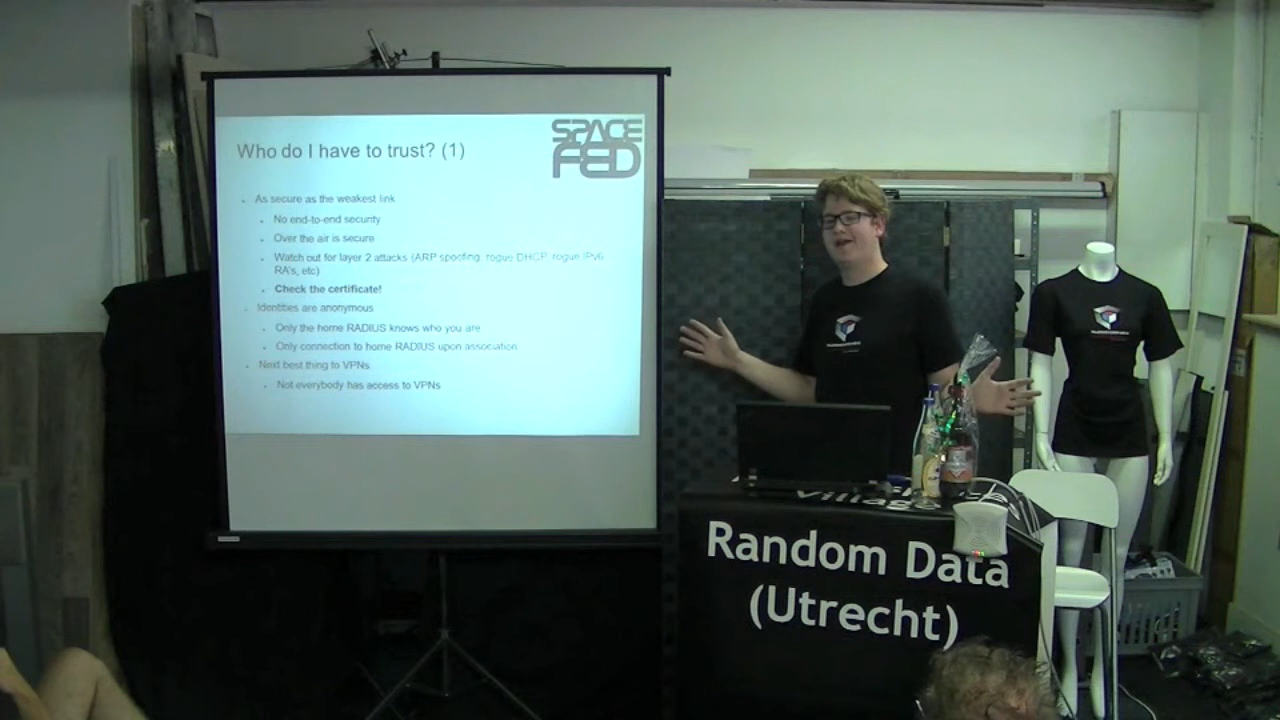 SPACE
FED
Who do I have to trust? (1)
As secure as the weakest link
No end-to-end security
Over the air is secure
Watch out for layer 2 attacks (ARP spoofing, rogue DHCP, rogue IPv6
RA's, etc)
Check the certificate!
Identities are anonymous
Only the home RADIUS knows who you are
Only connection to home RADIUS upon association
Next best thing to VPNs
Not everybody has access to VPNs
Random Data
(Utrecht)